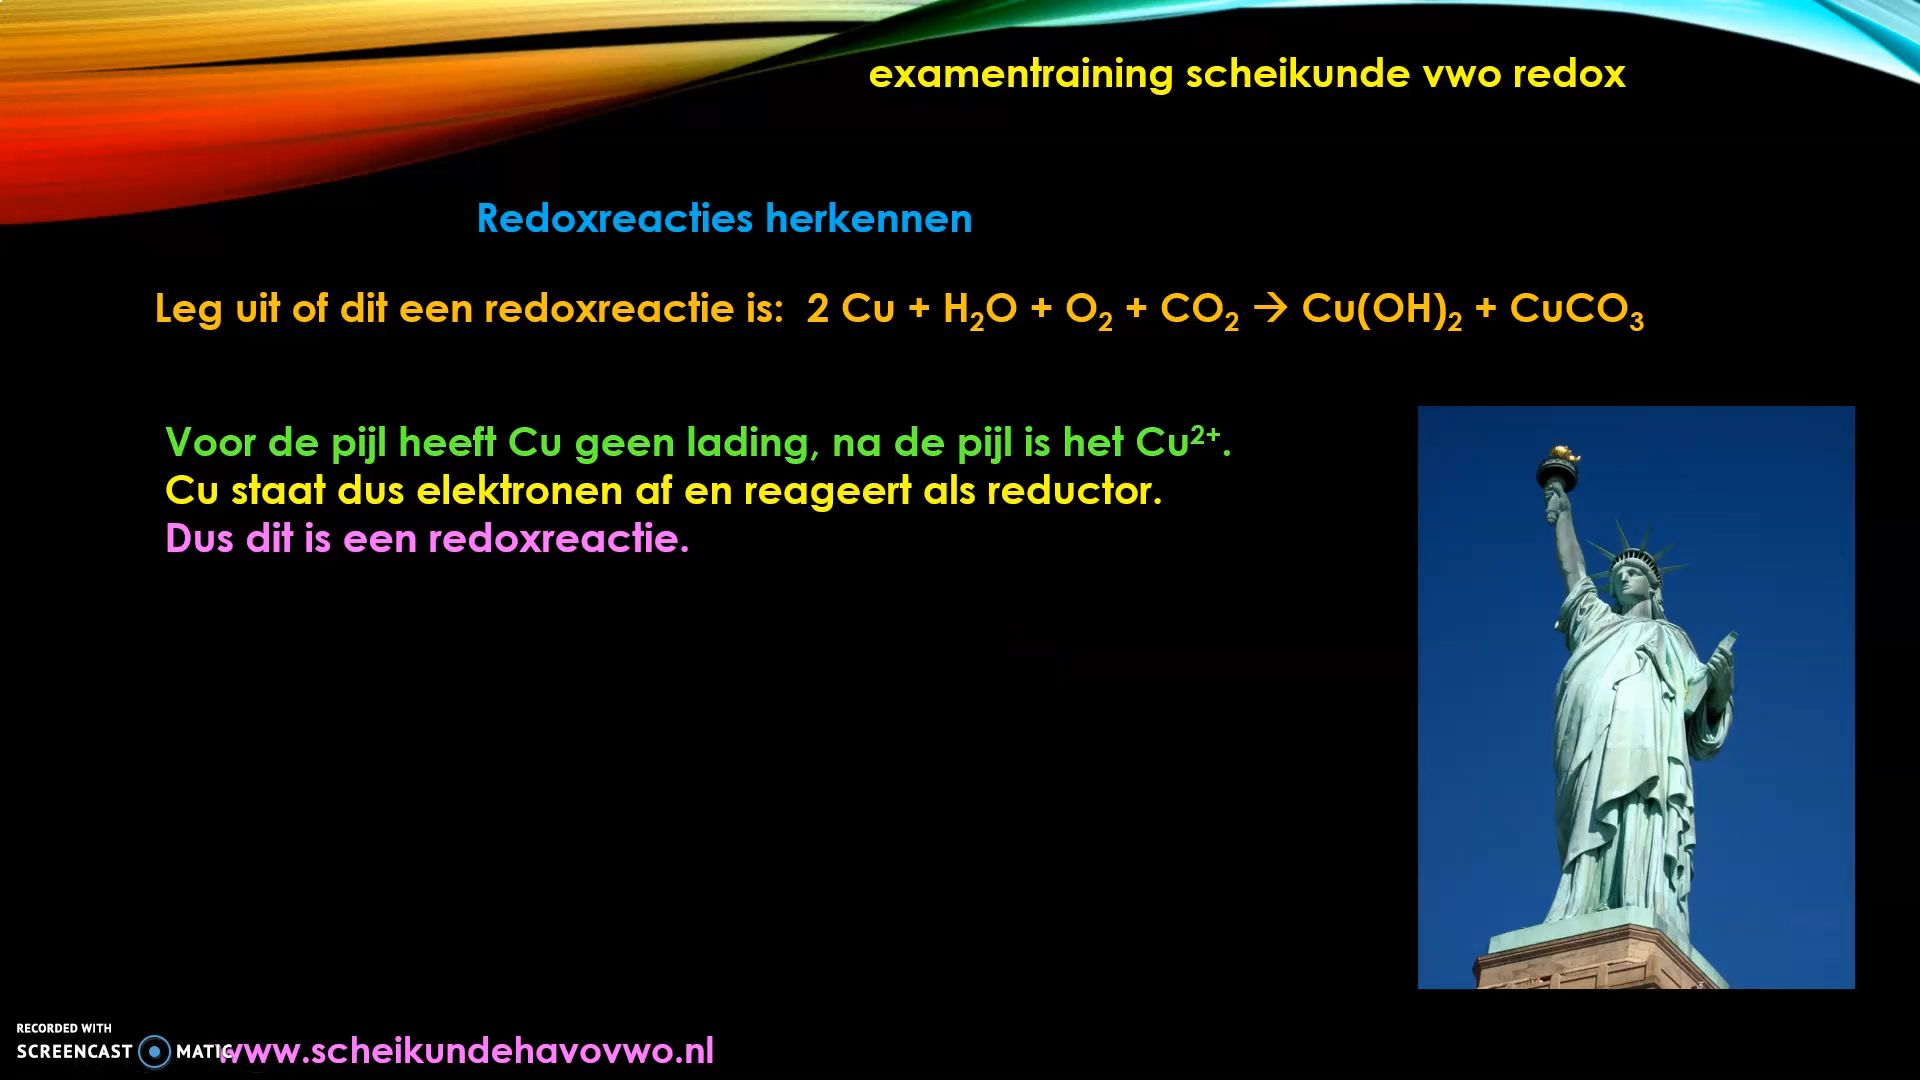 examentraining scheikunde vwo redox
Redoxreacties herkennen
Leg uit of dit een redoxreactie is: 2 Cu + H₂O + O₂ + CO₂ → Cu(OH)₂ + CuCO₃
Voor de pijl heeft Cu geen lading, na de pijl is het Cu²⁺.
Cu staat dus elektronen af en reageert als reductor.
Dus dit is een redoxreactie.
RECORDED WITH
SCREENCAST MATIC
www.scheikundehavovwo.nl